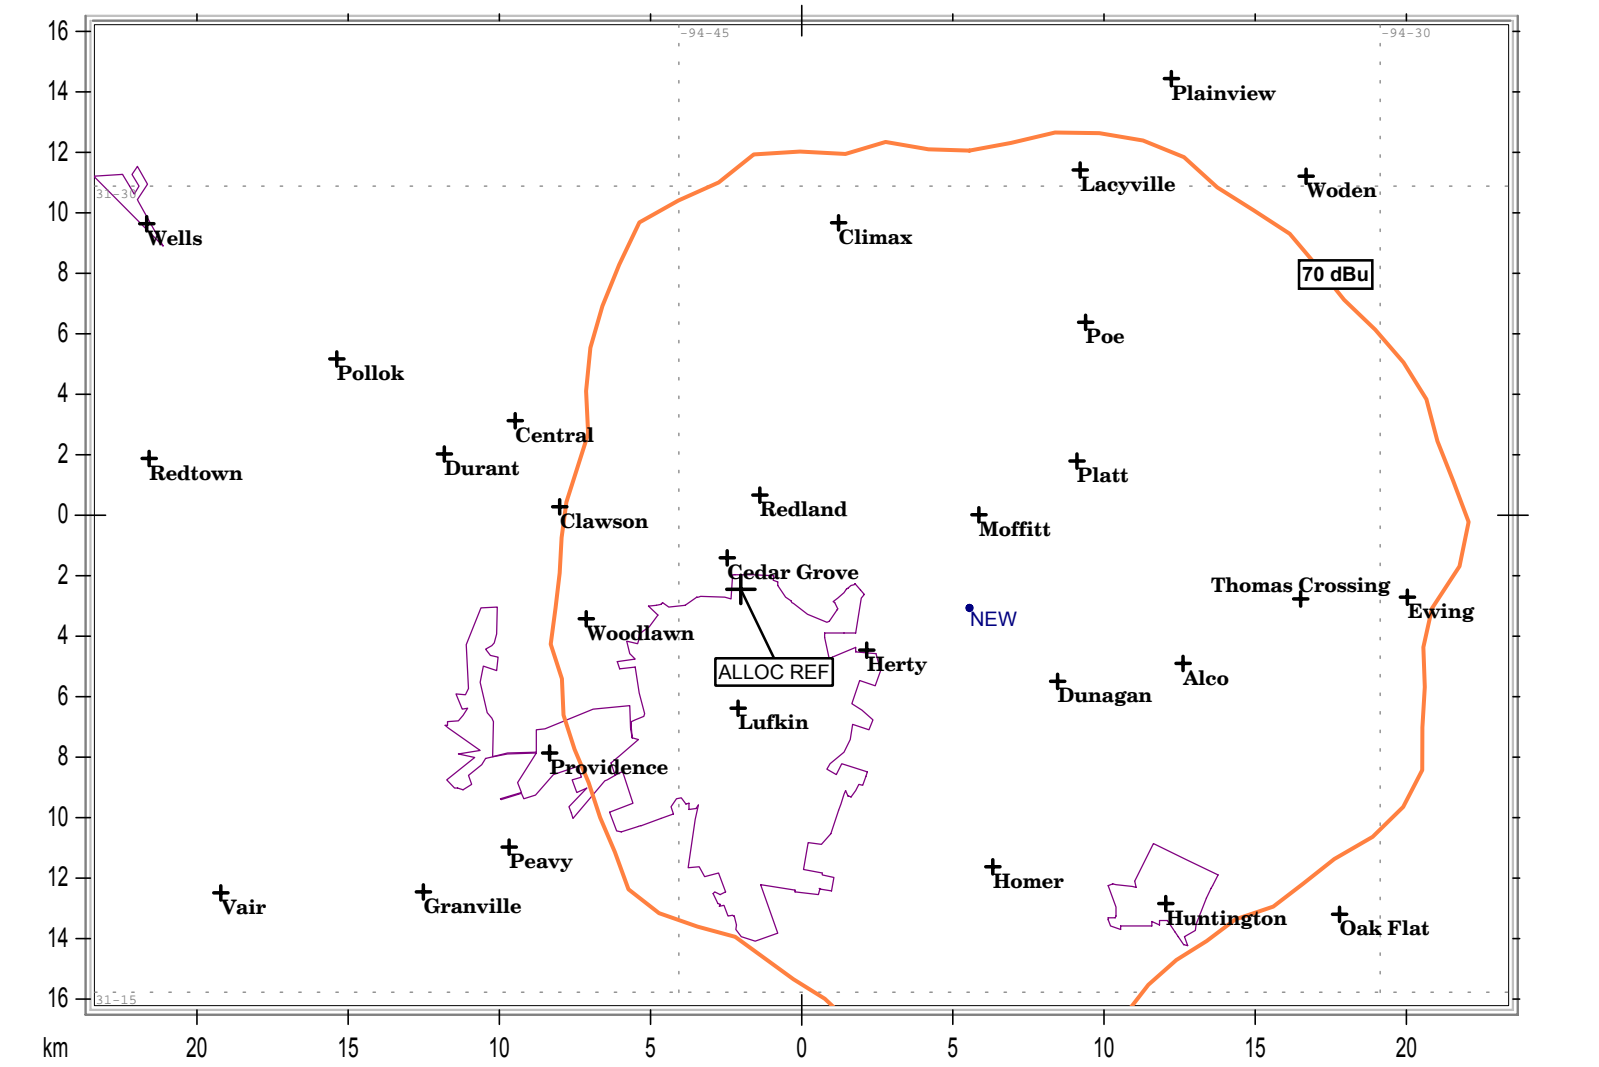 16
-94-45
-94-30
14
Plainview
12
Lacyville
Woden
31-30
10
Wells
Climax
8
70 dBu
6
Poe
Pollok
4
Central
2
Durant
Redtown
Platt
Redland
0
Clawson
Moffitt
2
Cedar Grove
Thomas Crossing
Ewing
NEW
4
Woodlawn
Herty
ALLOC REF
Alco
6
Dunagan
Lufkin
8
Providence
10
Peavy
12
Homer
Vair
Granville
Huntington
14
Oak Flat
16
31-15
km 20 15 10 5 0 5 10 15 20